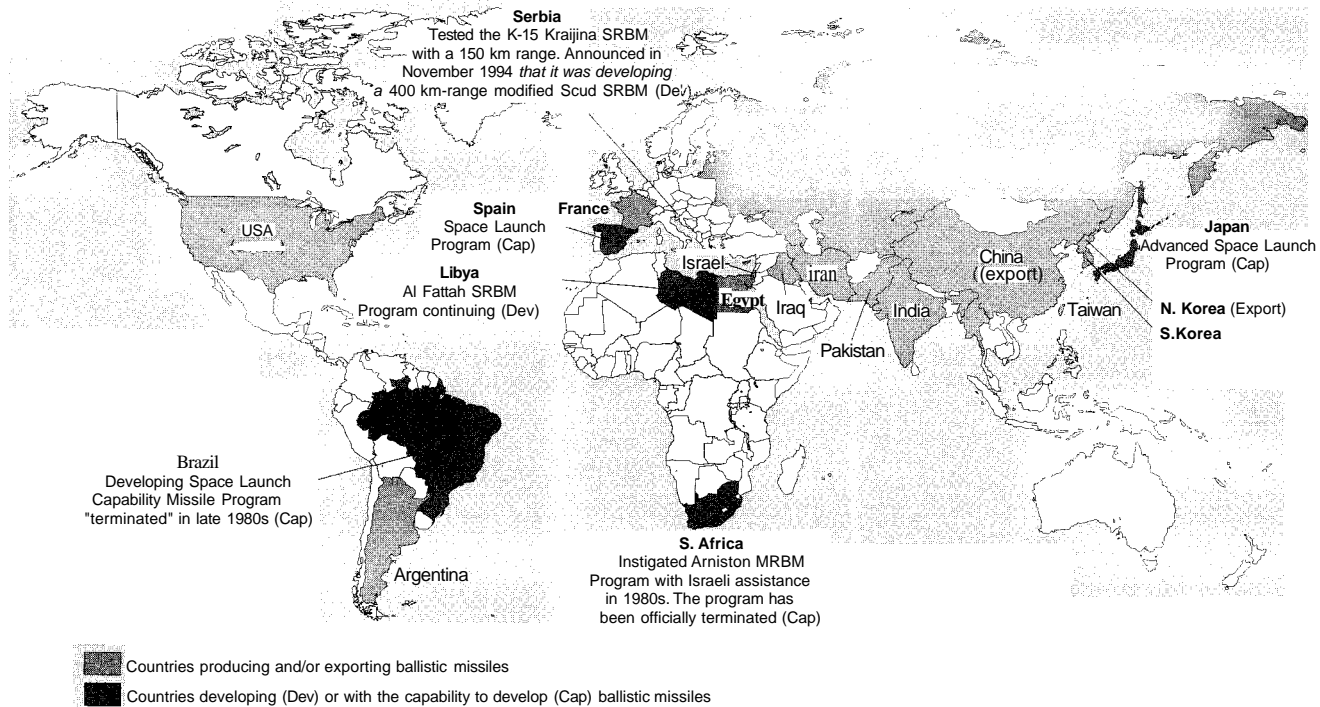 Serbia
Tested the K-15 Kraijina SRBM
with a 150 km range. Announced in
November 1994 that it was developing
a 400 km-range modified Scud SRBM (Dev)
USA
Spain
Space Launch
Program (Cap)
France
Libya
Al Fattah SRBM
Program continuing (Dev)
Israel
Egypt
Iraq
iran
Pakistan
India
China
((export)
Taiwan
Japan
Advanced Space Launch
Program (Cap)
N. Korea (Export)
S.Korea
Brazil
Developing Space Launch
Capability Missile Program
"terminated" in late 1980s (Cap)
Argentina
S. Africa
Instigated Arniston MRBM
Program with Israeli assistance
in 1980s. The program has
been officially terminated (Cap)
Countries producing and/or exporting ballistic missiles
Countries developing (Dev) or with the capability to develop (Cap) ballistic missiles